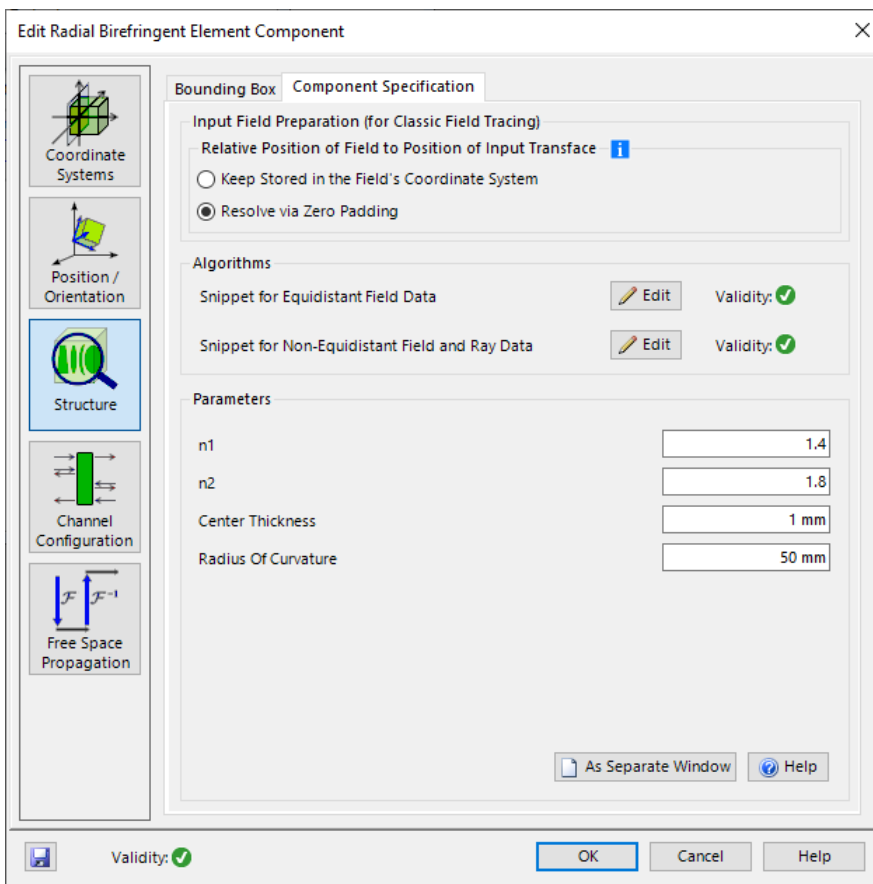 Edit Radial Birefringent Element Component
Coordinate
Systems
Position /
Orientation
Structure
Channel
Configuration
ℱ ℱ⁻¹
Free Space
Propagation
Bounding Box Component Specification
Input Field Preparation (for Classic Field Tracing)
Relative Position of Field to Position of Input Transface i
Keep Stored in the Field's Coordinate System
Resolve via Zero Padding
Algorithms
Snippet for Equidistant Field Data Edit Validity:
Snippet for Non-Equidistant Field and Ray Data Edit Validity:
Parameters
n1 1.4
n2 1.8
Center Thickness 1 mm
Radius Of Curvature 50 mm
As Separate Window Help
Validity: OK Cancel Help